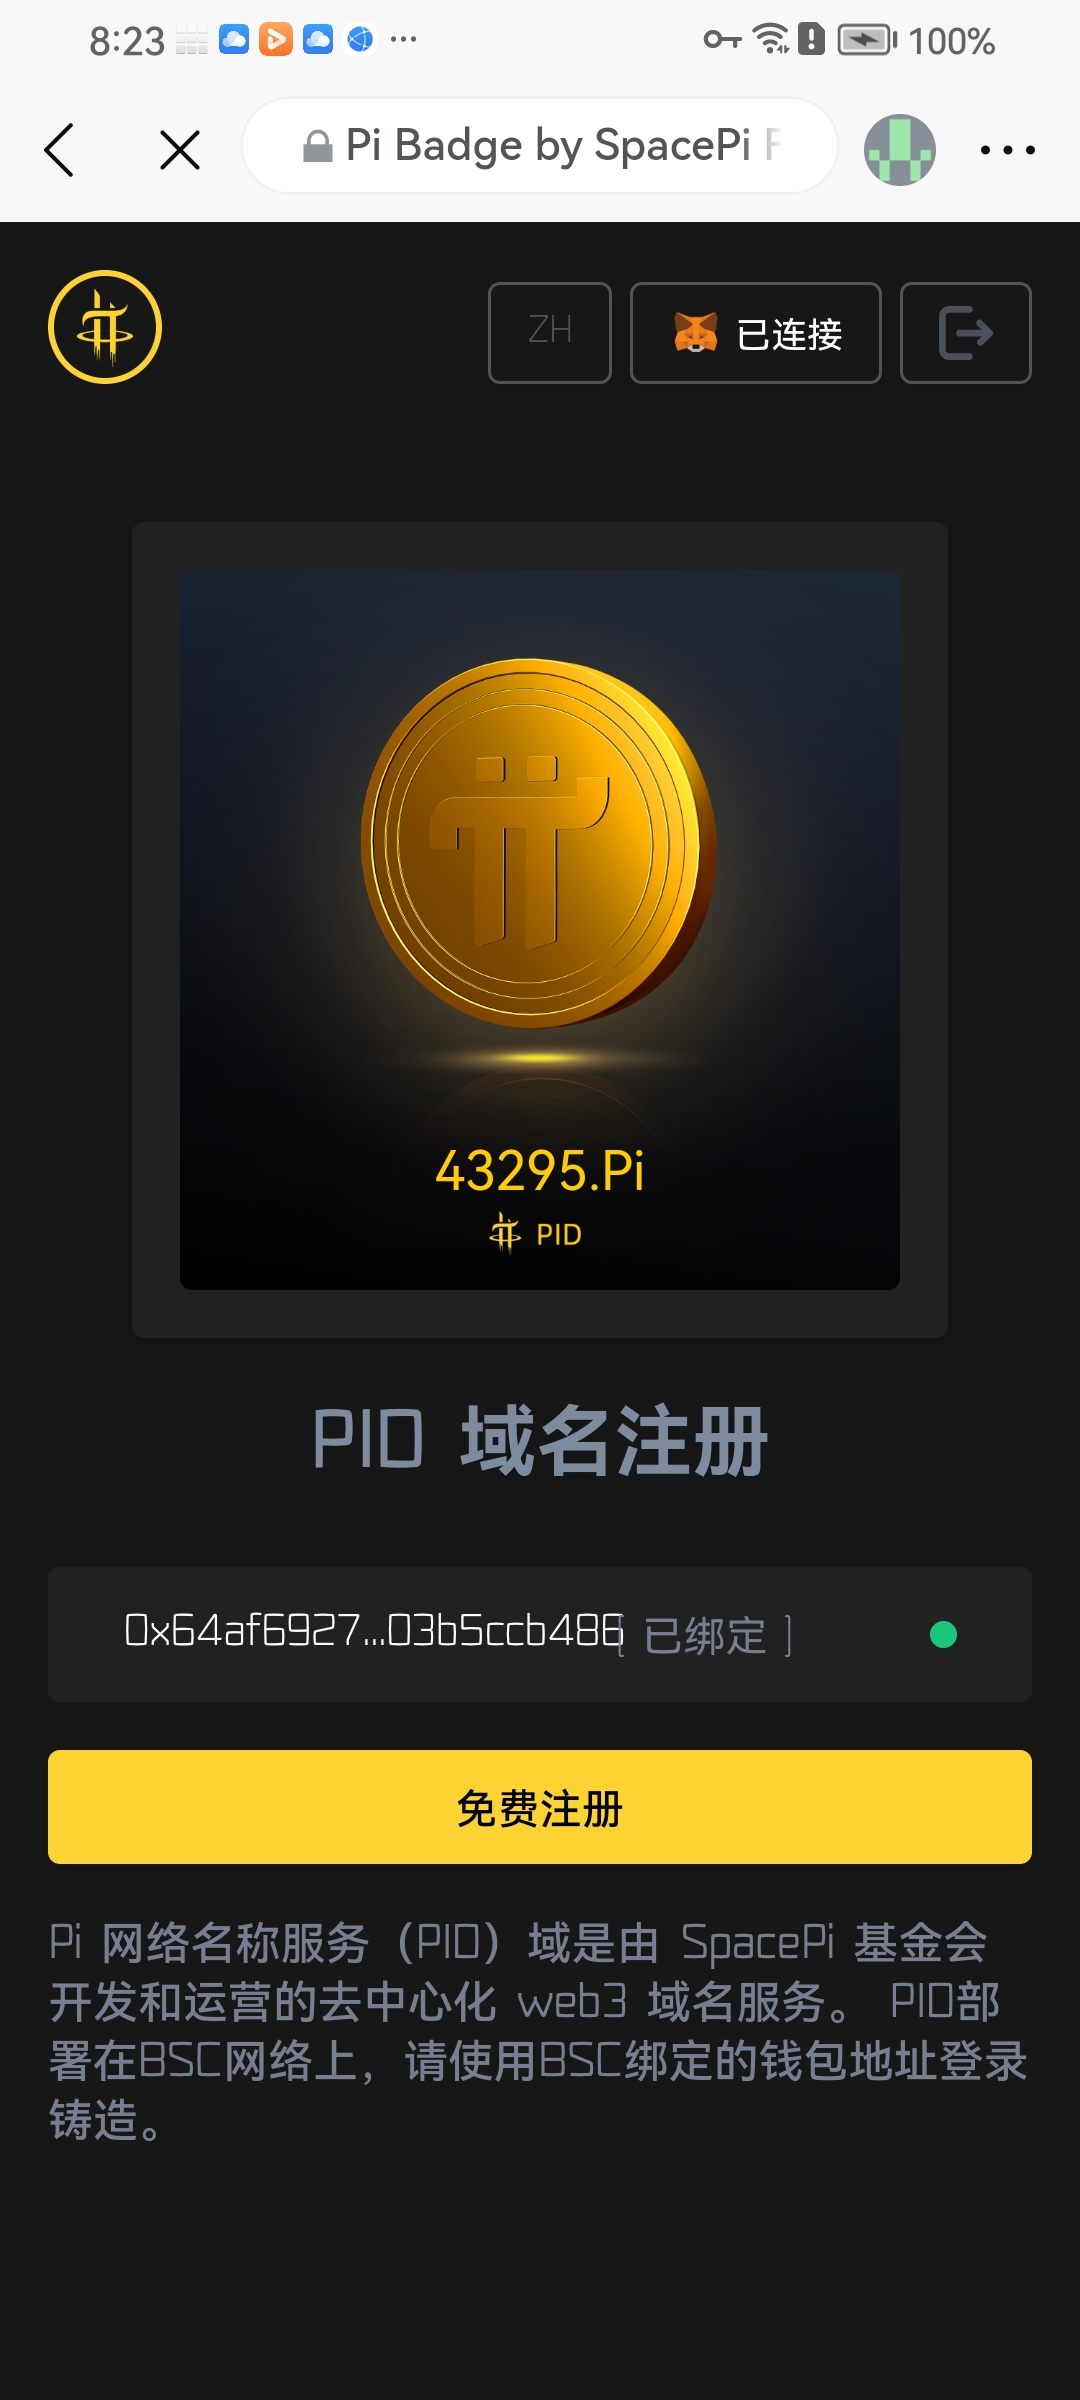 8:23
100%
Pi Badge by SpacePi
ZH
已连接
43295.Pi
PID
PID 域名注册
0x64af6927...03b5ccb486[ 已绑定 ]
免费注册
Pi 网络名称服务（PID）域是由 SpacePi 基金会
开发和运营的去中心化 web3 域名服务。 PID部
署在BSC网络上，请使用BSC绑定的钱包地址登录
铸造。